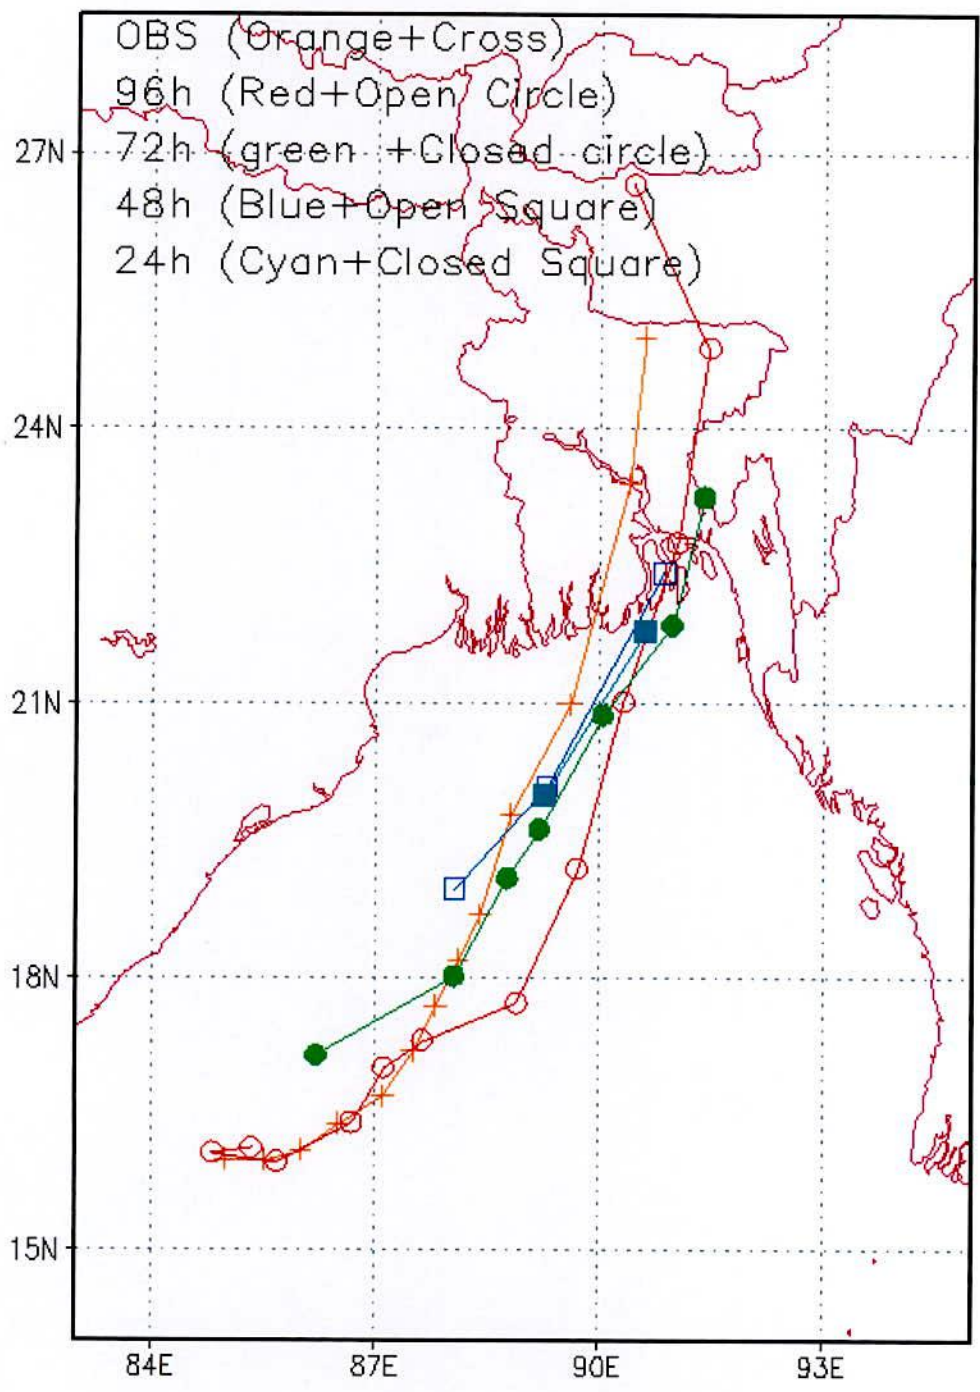 OBS (Orange+Cross)
96h (Red+Open Circle)
72h (green +Closed circle)
48h (Blue+Open Square)
24h (Cyan+Closed Square)
27N
24N
21N
18N
15N
84E 87E 90E 93E